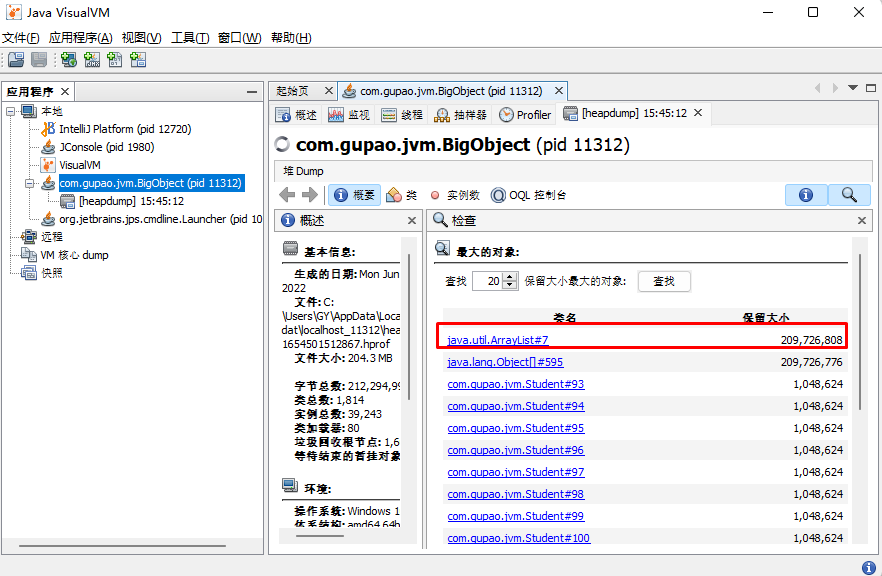 Java VisualVM
文件(F) 应用程序(A) 视图(V) 工具(T) 窗口(W) 帮助(H)
应用程序
本地
IntelliJ Platform (pid 12720)
JConsole (pid 1980)
VisualVM
com.gupao.jvm.BigObject (pid 11312)
[heapdump] 15:45:12
org.jetbrains.jps.cmdline.Launcher (pid 10
远程
VM 核心 dump
快照
起始页 com.gupao.jvm.BigObject (pid 11312)
概述 监视 线程 抽样器 Profiler [heapdump] 15:45:12
com.gupao.jvm.BigObject (pid 11312)
堆 Dump
概要 类 实例数 OQL 控制台
概述
基本信息:
生成的日期: Mon Jun
2022
文件: C:
\Users\GY\AppData\Loca
dat\localhost_11312\hea
1654501512867.hprof
文件大小: 204.3 MB
字节总数: 212,294,99
类总数: 1,814
实例总数: 39,243
类加载器: 80
垃圾回收根节点: 1,6
等待结束的首挂对象
环境:
操作系统: Windows 1
体系结构: amd64 64b
检查
最大的对象:
查找 20 保留大小最大的对象: 查找
类名 保留大小
java.util.ArrayList#7 209,726,808
java.lang.Object[]#595 209,726,776
com.gupao.jvm.Student#93 1,048,624
com.gupao.jvm.Student#94 1,048,624
com.gupao.jvm.Student#95 1,048,624
com.gupao.jvm.Student#96 1,048,624
com.gupao.jvm.Student#97 1,048,624
com.gupao.jvm.Student#98 1,048,624
com.gupao.jvm.Student#99 1,048,624
com.gupao.jvm.Student#100 1,048,624